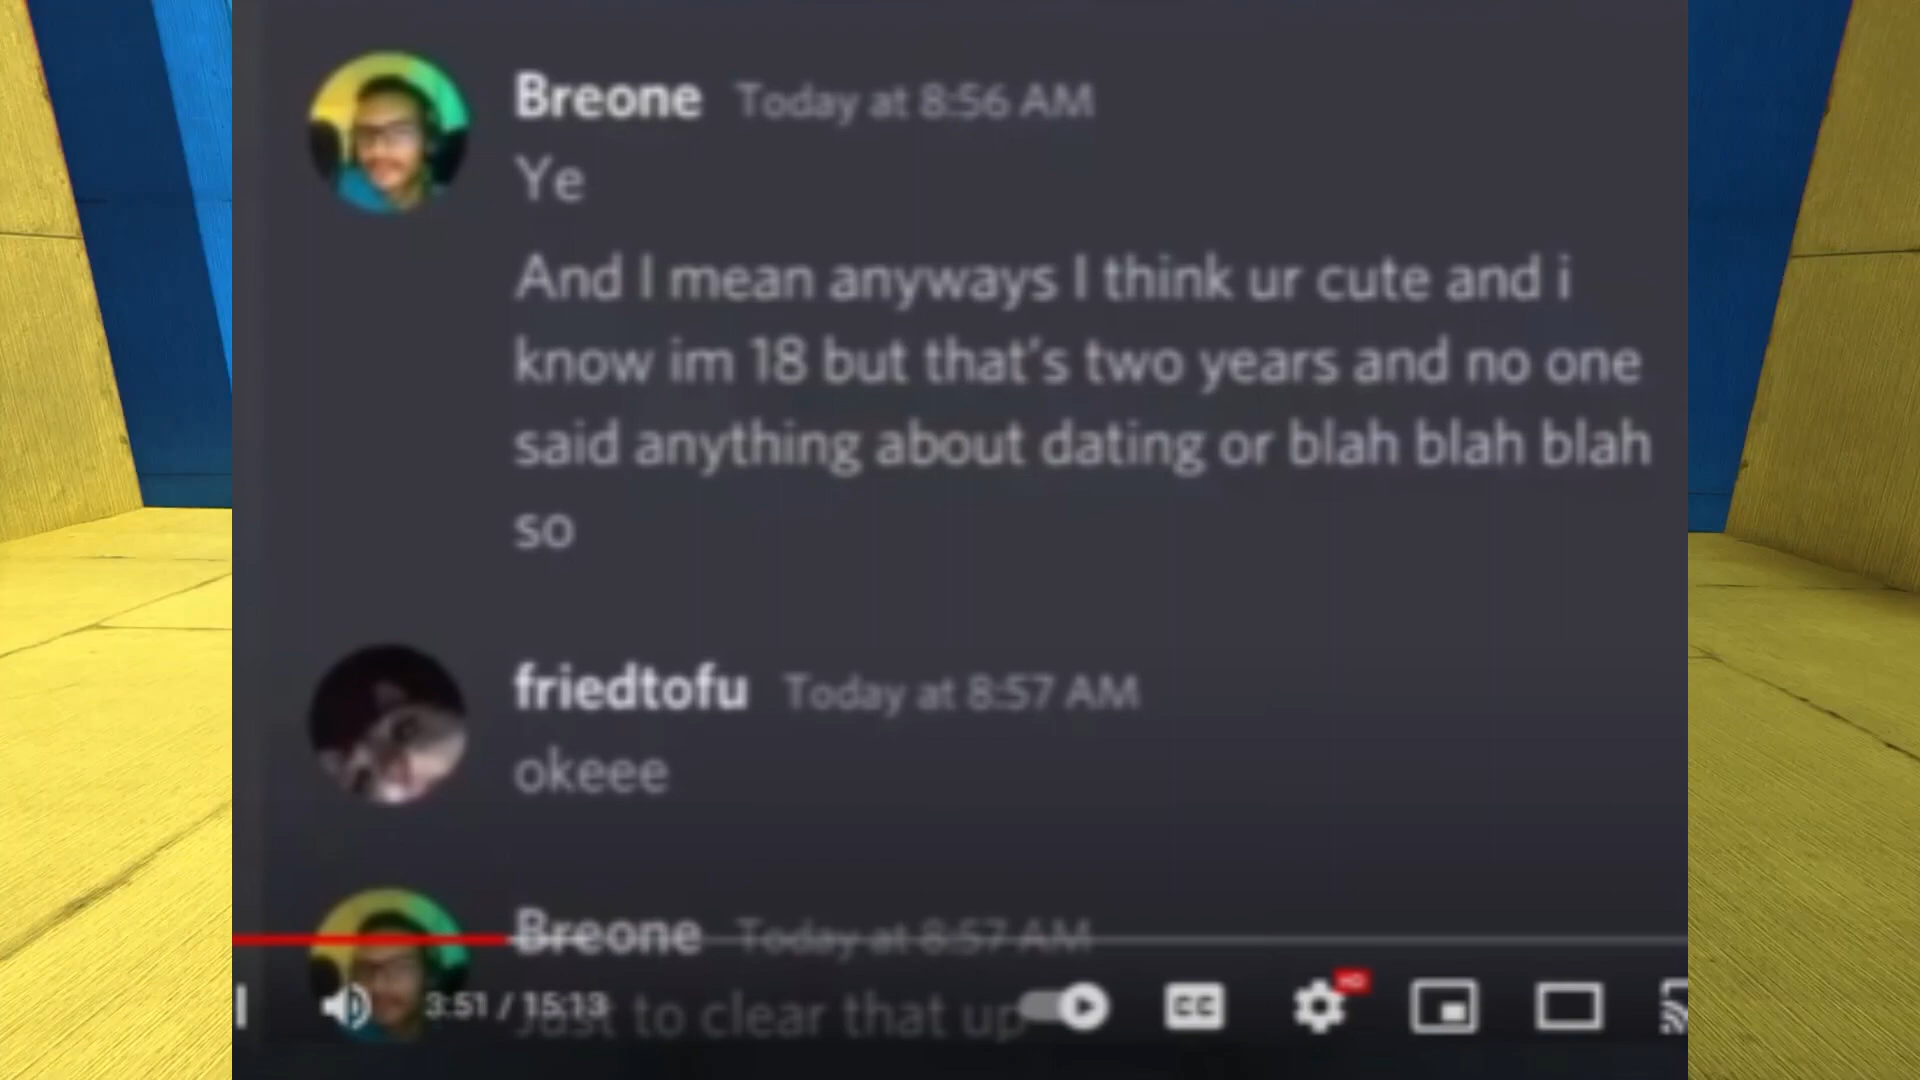 Breone Today at 8:56 AM
Ye
And I mean anyways I think ur cute and i
know im 18 but that's two years and no one
said anything about dating or blah blah blah
so
friedtofu Today at 8:57 AM
okeee
Breone Today at 8:57 AM
3:51 / 15:13
Just to clear that up
CC
HD